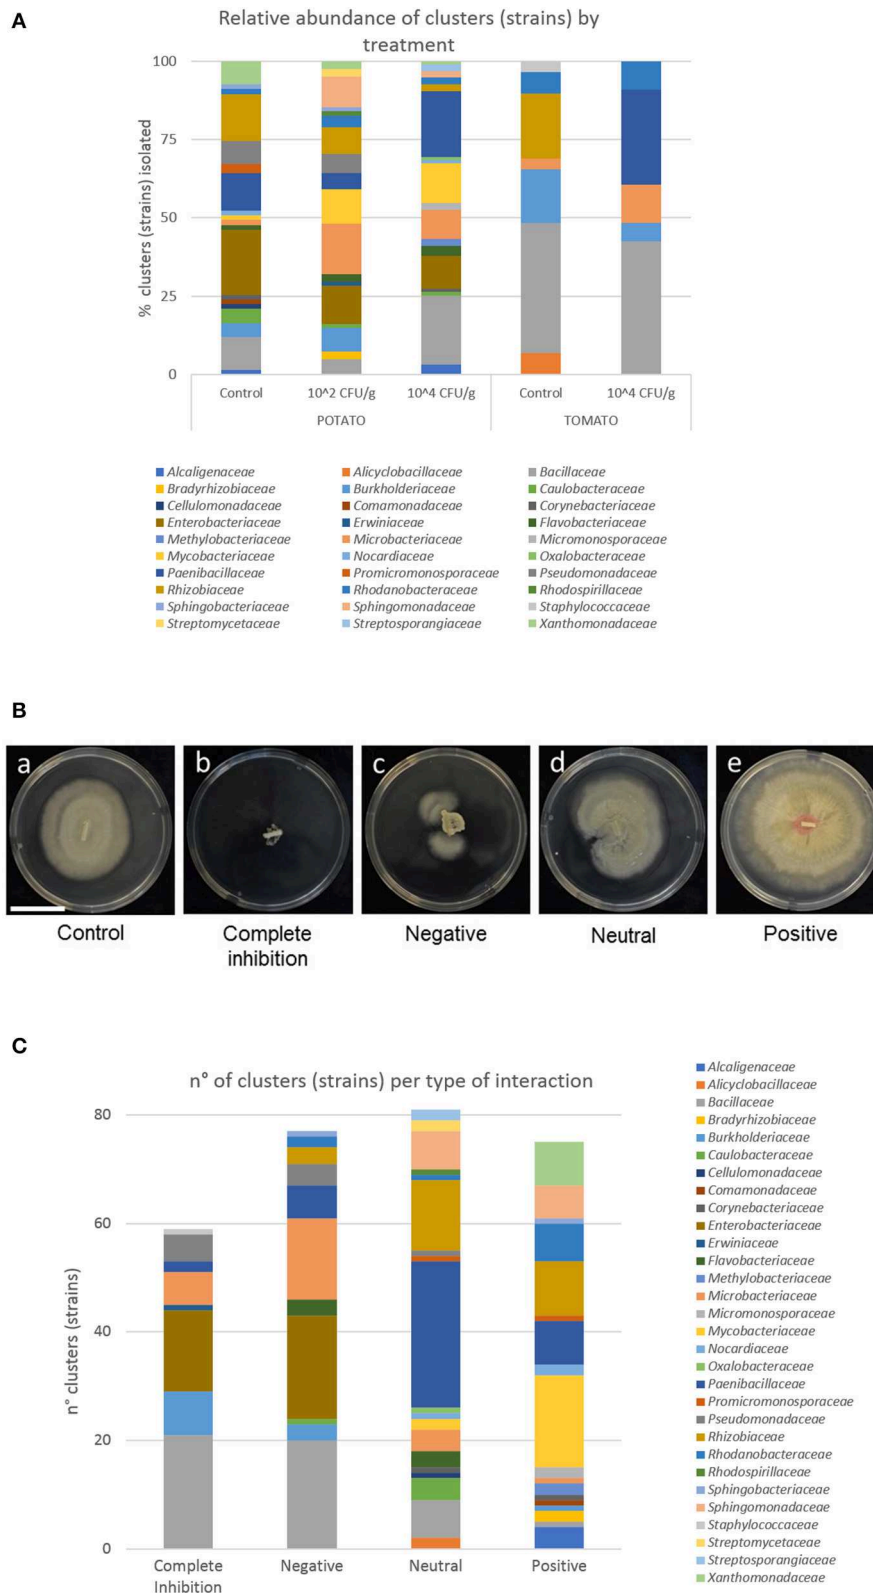 A
Relative abundance of clusters (strains) by
treatment
% clusters (strains) isolated
100
75
50
25
0
Control
10^2 CFU/g
10^4 CFU/g
Control
10^4 CFU/g
POTATO
TOMATO
Alcaligenaceae
Alicyclobacillaceae
Bacillaceae
Bradyrhizobiaceae
Burkholderiaceae
Caulobacteraceae
Cellulomonadaceae
Comamonadaceae
Corynebacteriaceae
Enterobacteriaceae
Erwiniaceae
Flavobacteriaceae
Methylobacteriaceae
Microbacteriaceae
Micromonosporaceae
Mycobacteriaceae
Nocardiaceae
Oxalobacteraceae
Paenibacillaceae
Promicromonosporaceae
Pseudomonadaceae
Rhizobiaceae
Rhodanobacteraceae
Rhodospirillaceae
Sphingobacteriaceae
Sphingomonadaceae
Staphylococcaceae
Streptomycetaceae
Streptosporangiaceae
Xanthomonadaceae
B
a
b
c
d
e
Control
Complete
inhibition
Negative
Neutral
Positive
C
n° of clusters (strains) per type of interaction
n° clusters (strains)
80
60
40
20
0
Complete
Inhibition
Negative
Neutral
Positive
Alcaligenaceae
Alicyclobacillaceae
Bacillaceae
Bradyrhizobiaceae
Burkholderiaceae
Caulobacteraceae
Cellulomonadaceae
Comamonadaceae
Corynebacteriaceae
Enterobacteriaceae
Erwiniaceae
Flavobacteriaceae
Methylobacteriaceae
Microbacteriaceae
Micromonosporaceae
Mycobacteriaceae
Nocardiaceae
Oxalobacteraceae
Paenibacillaceae
Promicromonosporaceae
Pseudomonadaceae
Rhizobiaceae
Rhodanobacteraceae
Rhodospirillaceae
Sphingobacteriaceae
Sphingomonadaceae
Staphylococcaceae
Streptomycetaceae
Streptosporangiaceae
Xanthomonadaceae